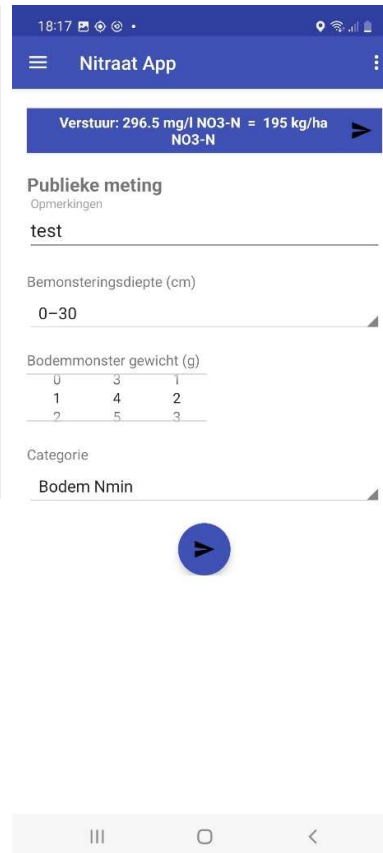 18:17
Nitraat App
Verstuur: 296.5 mg/l NO3-N = 195 kg/ha
NO3-N
Publieke meting
Opmerkingen
test
Bemonsteringsdiepte (cm)
0–30
Bodemmonster gewicht (g)
0 3 1
1 4 2
2 5 3
Categorie
Bodem Nmin